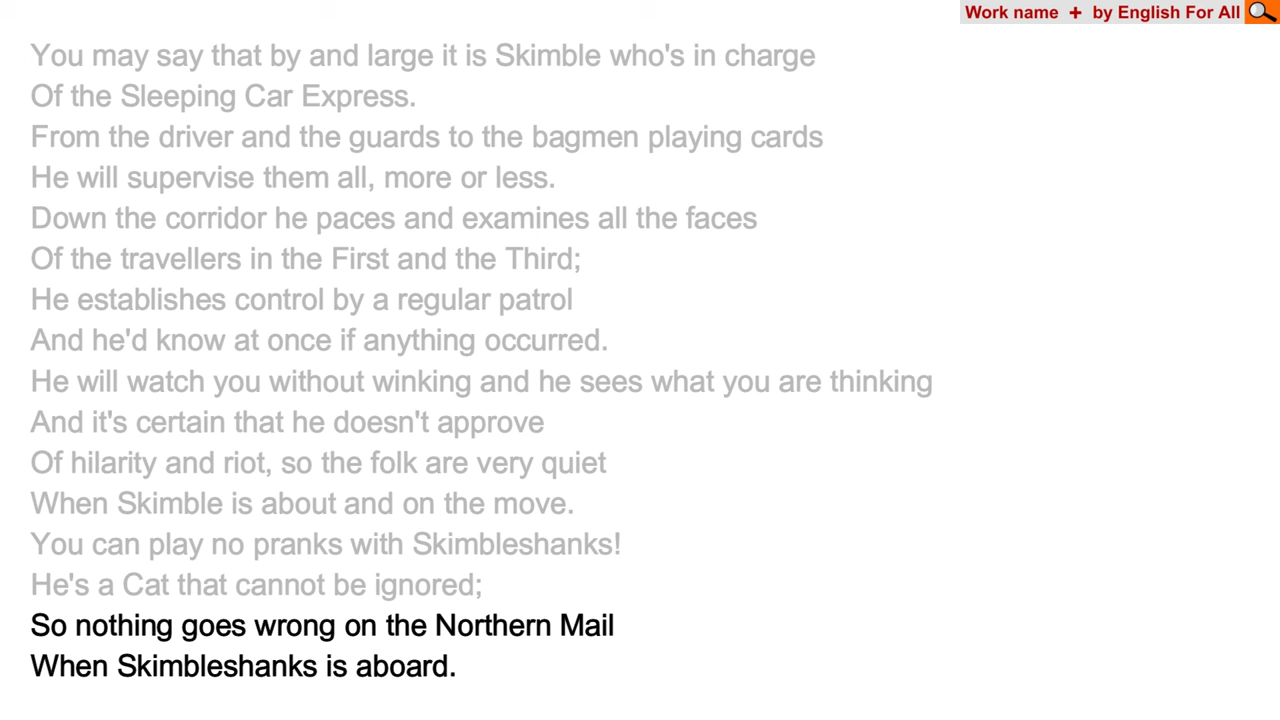 Work name + by English For All
You may say that by and large it is Skimble who's in charge
Of the Sleeping Car Express.
From the driver and the guards to the bagmen playing cards
He will supervise them all, more or less.
Down the corridor he paces and examines all the faces
Of the travellers in the First and the Third;
He establishes control by a regular patrol
And he'd know at once if anything occurred.
He will watch you without winking and he sees what you are thinking
And it's certain that he doesn't approve
Of hilarity and riot, so the folk are very quiet
When Skimble is about and on the move.
You can play no pranks with Skimbleshanks!
He's a Cat that cannot be ignored;
So nothing goes wrong on the Northern Mail
When Skimbleshanks is aboard.